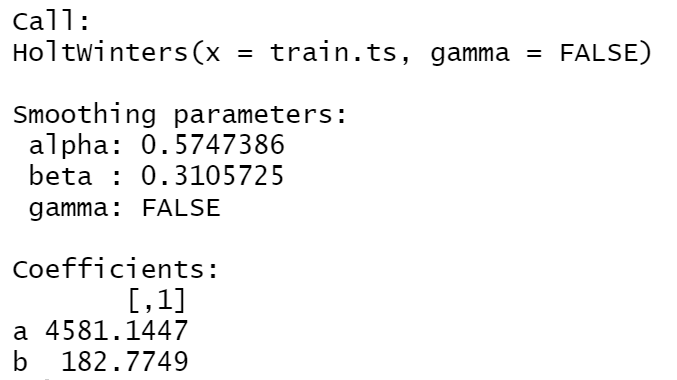 Call:
HoltWinters(x = train.ts, gamma = FALSE)

Smoothing parameters:
 alpha: 0.5747386
 beta : 0.3105725
 gamma: FALSE

Coefficients:
       [,1]
a 4581.1447
b  182.7749